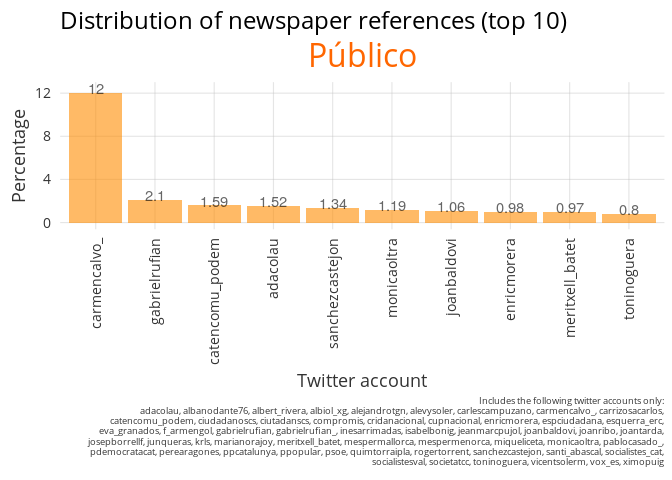 Distribution of newspaper references (top 10)
Público
Percentage
12
8
4
0
12
2.1
1.59
1.52
1.34
1.19
1.06
0.98
0.97
0.8
carmencalvo_
gabrielrufian
catencomu_podem
adacolau
sanchezcastejon
monicaoltra
joanbaldovi
enricmorera
meritxell_batet
toninoguera
Twitter account
Includes the following twitter accounts only:
adacolau, albanodante76, albert_rivera, albiol_xg, alejandrotgn, alevysoler, carlescampuzano, carmencalvo_, carrizosacarlos,
catencomu_podem, ciudadanoscs, ciutadanscs, compromis, cridanacional, cupnacional, enricmorera, espciudadana, esquerra_erc,
eva_granados, f_armengol, gabrielrufian, gabrielrufian_, inesarrimadas, isabelbonig, jeanmarcpujol, joanbaldovi, joanribo, joantarda,
josepborrellf, junqueras, krls, marianorajoy, meritxell_batet, mespermallorca, mespermenorca, miqueliceta, monicaoltra, pablocasado_,
pdemocratacat, perearagones, ppcatalunya, ppopular, psoe, quimtorraipla, rogertorrent, sanchezcastejon, santi_abascal, socialistes_cat,
socialistesval, societatcc, toninoguera, vicentsolerm, vox_es, ximopuig